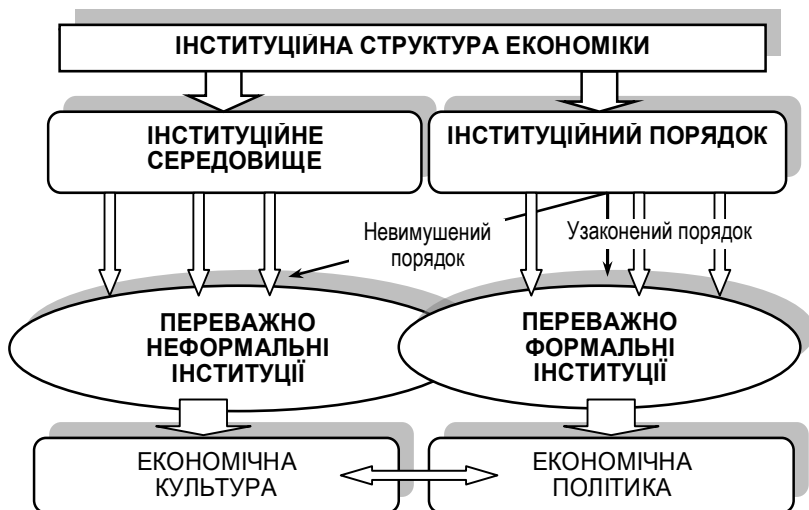 ІНСТИТУЦІЙНА СТРУКТУРА ЕКОНОМІКИ
ІНСТИТУЦІЙНЕ
СЕРЕДОВИЩЕ
ІНСТИТУЦІЙНИЙ ПОРЯДОК
Невимушений
порядок
Узаконений порядок
ПЕРЕВАЖНО
НЕФОРМАЛЬНІ
ІНСТИТУЦІЇ
ПЕРЕВАЖНО
ФОРМАЛЬНІ
ІНСТИТУЦІЇ
ЕКОНОМІЧНА
КУЛЬТУРА
ЕКОНОМІЧНА
ПОЛІТИКА